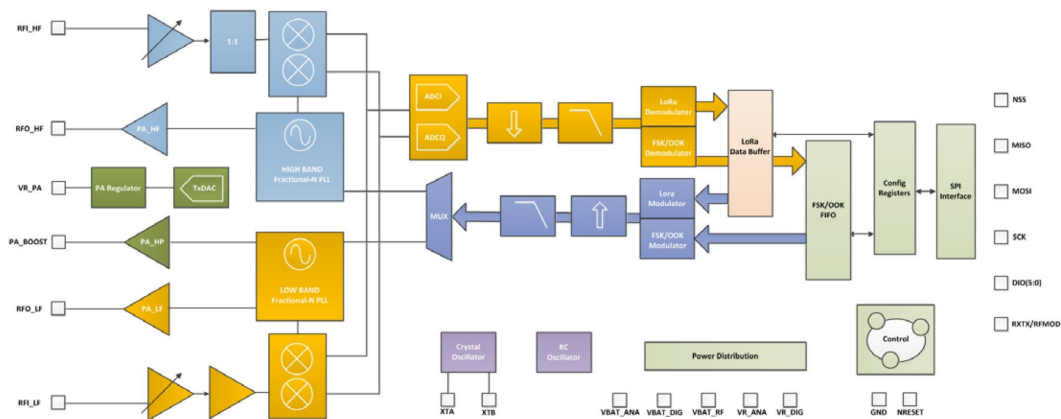 RFI_HF
1:1
RFO_HF
PA_HF
HIGH BAND
Fractional-N PLL
VR_PA
PA Regulator
TxDAC
PA_BOOST
PA_HP
RFO_LF
PA_LF
LOW BAND
Fractional-N PLL
RFI_LF
ADCI
ADCQ
MUX
LoRa
Demodulator
FSK/OOK
Demodulator
Lora
Modulator
FSK/OOK
Modulator
LoRa
Data Buffer
FSK/OOK
FIFO
Config
Registers
SPI
Interface
NSS
MISO
MOSI
SCK
DIO(5:0)
RXTX/RFMOD
Crystal
Oscillator
RC
Oscillator
Power Distribution
Control
XTA
XTB
VBAT_ANA
VBAT_DIG
VBAT_RF
VR_ANA
VR_DIG
GND
NRESET